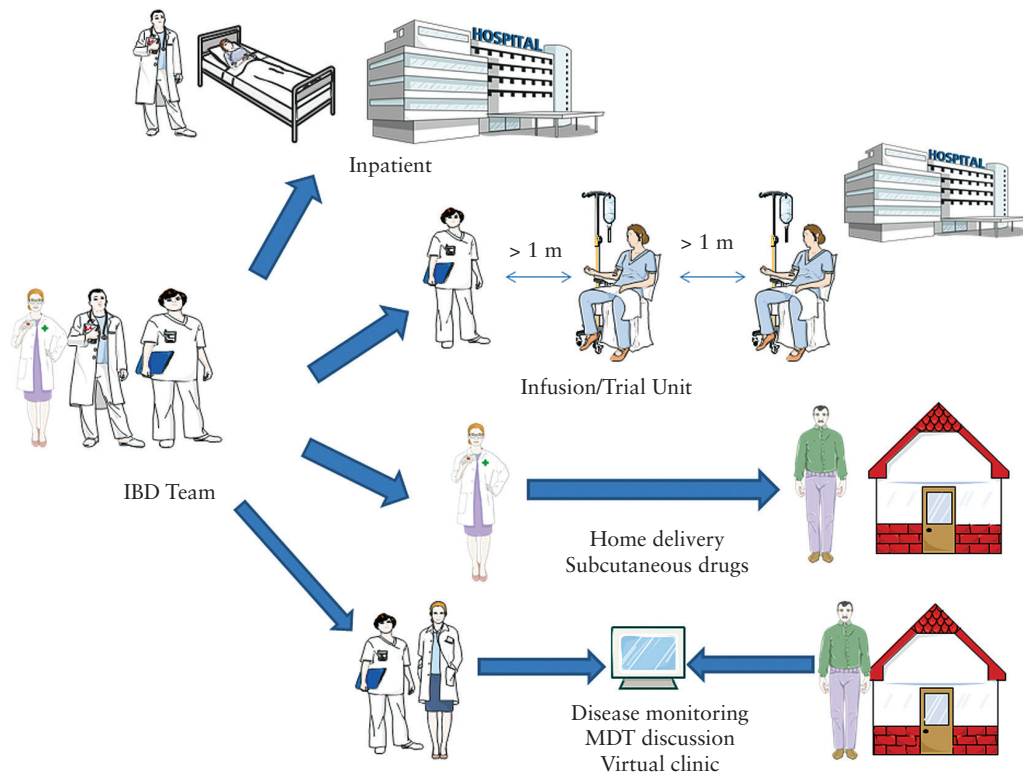 HOSPITAL
Inpatient
HOSPITAL
> 1 m
> 1 m
Infusion/Trial Unit
IBD Team
Home delivery
Subcutaneous drugs
Disease monitoring
MDT discussion
Virtual clinic